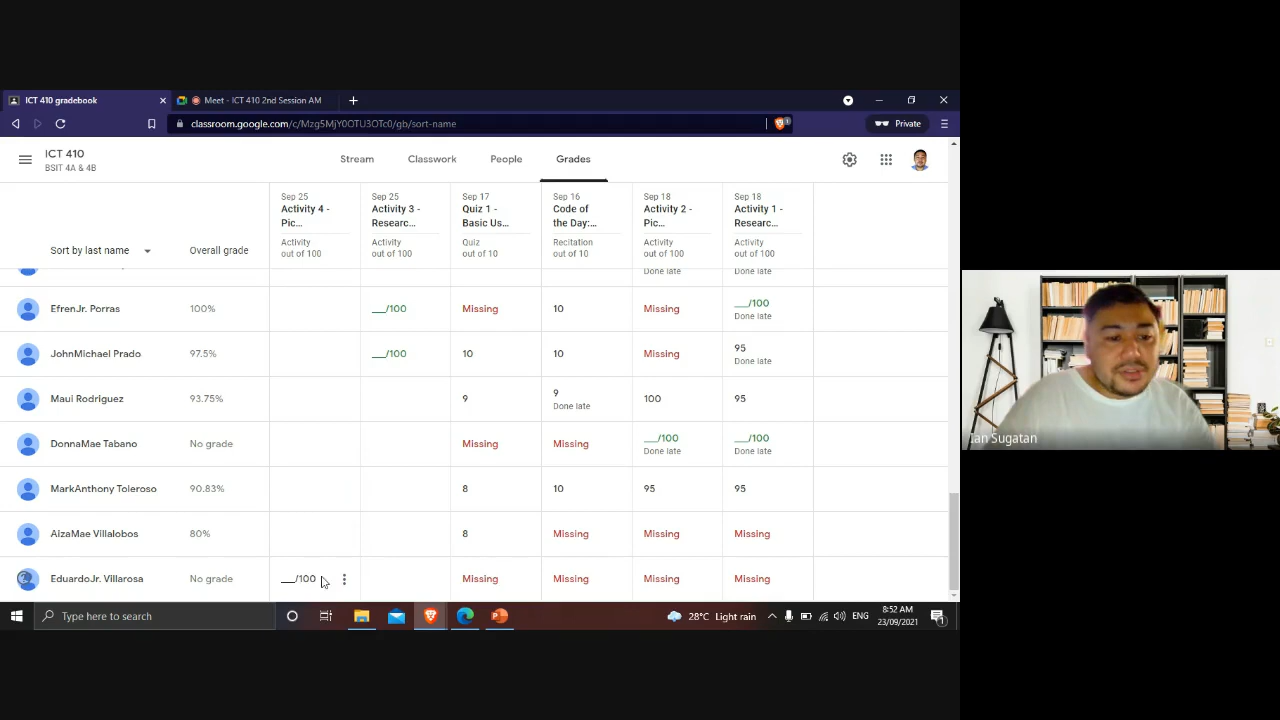 ICT 410 gradebook
Meet - ICT 410 2nd Session AM
classroom.google.com/c/Mzg5MjY0OTU3OTc0/gb/sort-name
Private
ICT 410
BSIT 4A & 4B
Stream
Classwork
People
Grades
Sort by last name
Overall grade
Sep 25
Activity 4 -
Pic...
Activity
out of 100
Sep 25
Activity 3 -
Researc...
Activity
out of 100
Sep 17
Quiz 1 -
Basic Us...
Quiz
out of 10
Sep 16
Code of
the Day:...
Recitation
out of 10
Sep 18
Activity 2 -
Pic...
Activity
out of 100
Sep 18
Activity 1 -
Researc...
Activity
out of 100
Done late Done late
EfrenJr. Porras 100% __/100 Missing 10 Missing __/100
Done late
JohnMichael Prado 97.5% __/100 10 10 Missing 95
Done late
Maui Rodriguez 93.75% 9 9 100 95
Done late
DonnaMae Tabano No grade Missing Missing __/100 __/100
Done late Done late
MarkAnthony Toleroso 90.83% 8 10 95 95
AizaMae Villalobos 80% 8 Missing Missing Missing
EduardoJr. Villarosa No grade __/100 Missing Missing Missing Missing
Type here to search
28°C Light rain
ENG
8:52 AM
23/09/2021
Ian Sugatan